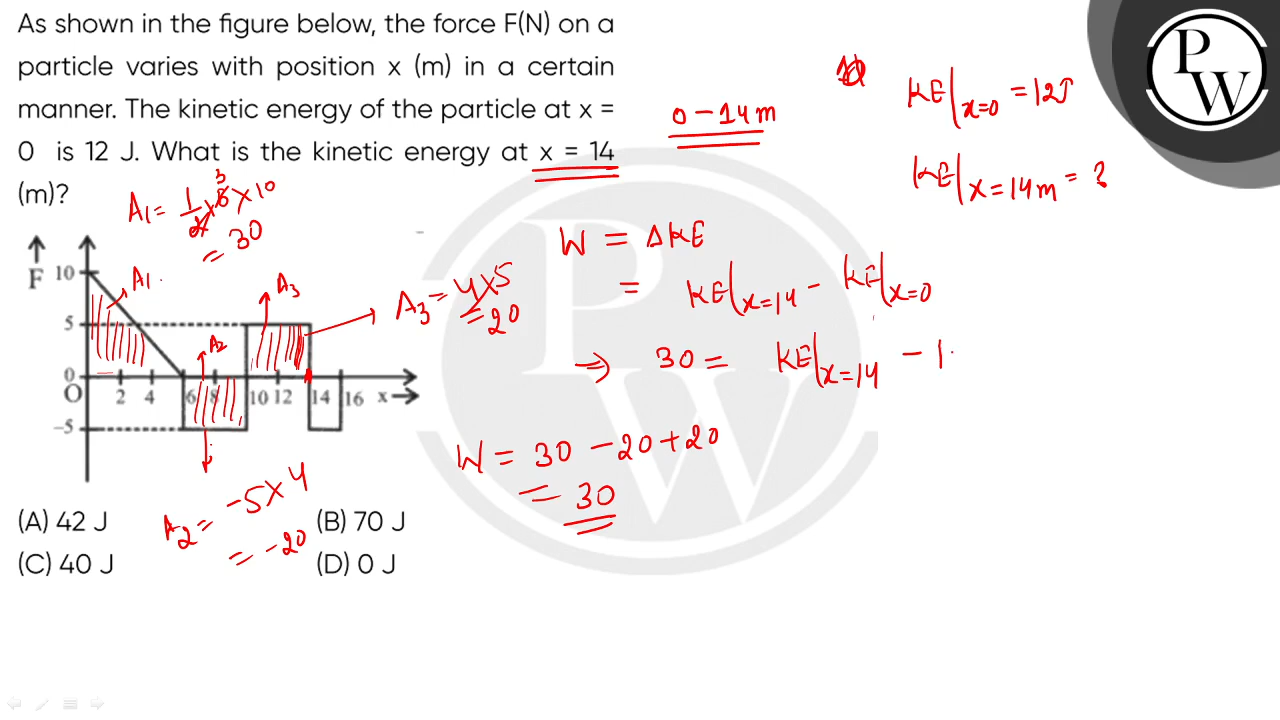 As shown in the figure below, the force F(N) on a
particle varies with position x (m) in a certain
manner. The kinetic energy of the particle at x =
0 is 12 J. What is the kinetic energy at x = 14
(m)?
0 - 14m
KE|x=0 = 12J
KE|x=14m = ?
A1 = 1/2 × 6 × 10
3
= 30
W = ΔKE
= KE|x=14 - KE|x=0
⇒ 30 = KE|x=14 - 1
W = 30 - 20 + 20
= 30
A3 = 4×5
= 20
A1
A2
A3
F
10
5
0
-5
O 2 4 6 8 10 12 14 16 x
A2 = -5×4
= -20
(A) 42 J
(B) 70 J
(C) 40 J
(D) 0 J
P
W
P
W